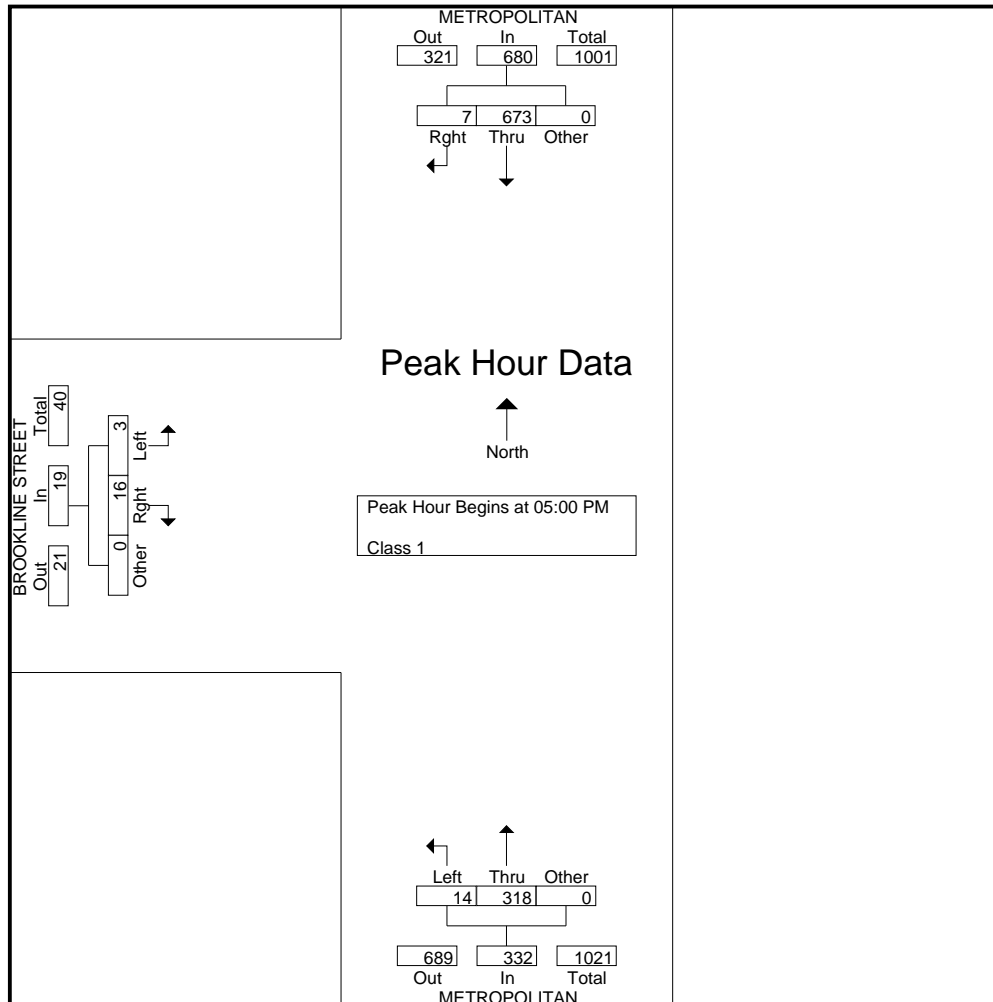 METROPOLITAN
Out In Total
321 680 1001
7 673 0
Rght Thru Other
Peak Hour Data
North
Peak Hour Begins at 05:00 PM
Class 1
BROOKLINE STREET
Out In Total
21 19 40
0 16 3
Other Rght Left
Left Thru Other
14 318 0
689 332 1021
Out In Total
METROPOLITAN